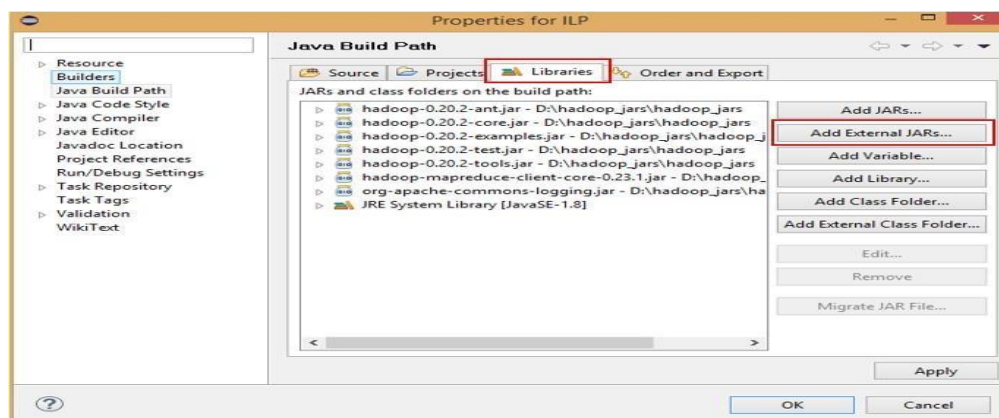 Properties for ILP
Resource
Builders
Java Build Path
Java Code Style
Java Compiler
Java Editor
Javadoc Location
Project References
Run/Debug Settings
Task Repository
Task Tags
Validation
WikiText
Java Build Path
Source Projects Libraries Order and Export
JARs and class folders on the build path:
hadoop-0.20.2-ant.jar - D:\hadoop_jars\hadoop_jars
hadoop-0.20.2-core.jar - D:\hadoop_jars\hadoop_jars
hadoop-0.20.2-examples.jar - D:\hadoop_jars\hadoop_j
hadoop-0.20.2-test.jar - D:\hadoop_jars\hadoop_jars
hadoop-0.20.2-tools.jar - D:\hadoop_jars\hadoop_jars
hadoop-mapreduce-client-core-0.23.1.jar - D:\hadoop_
org-apache-commons-logging.jar - D:\hadoop_jars\ha
JRE System Library [JavaSE-1.8]
Add JARs...
Add External JARs...
Add Variable...
Add Library...
Add Class Folder...
Add External Class Folder...
Edit...
Remove
Migrate JAR File...
Apply
OK
Cancel